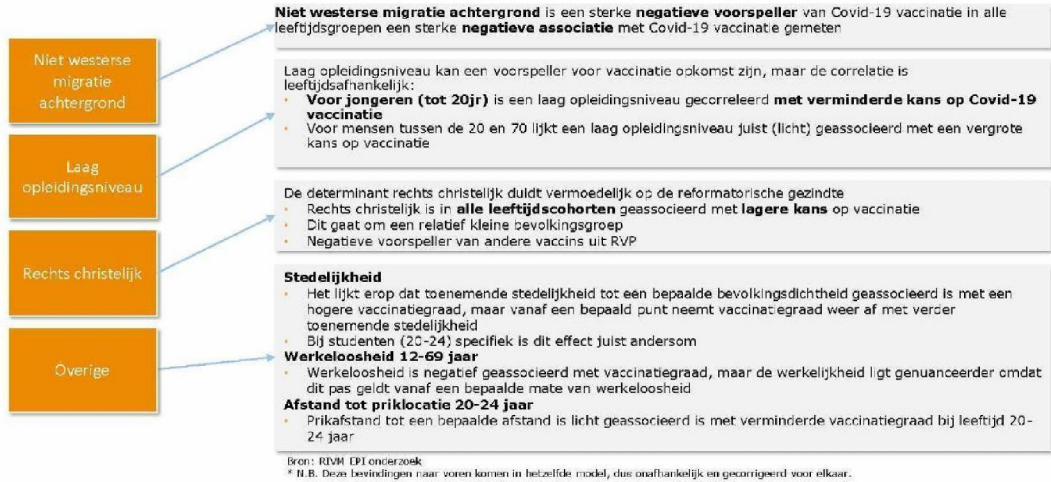 Niet westerse
migratie
achtergrond
Niet westerse migratie achtergrond is een sterke negatieve voorspeller van Covid-19 vaccinatie in alle
leeftijdsgroepen een sterke negatieve associatie met Covid-19 vaccinatie gemeten
Laag
opleidingsniveau
Laag opleidingsniveau kan een voorspeller voor vaccinatie opkomst zijn, maar de correlatie is
leeftijdsafhankelijk:
• Voor jongeren (tot 20jr) is een laag opleidingsniveau gecorreleerd met verminderde kans op Covid-19
vaccinatie
• Voor mensen tussen de 20 en 70 lijkt een laag opleidingsniveau juist (licht) geassocieerd met een vergrote
kans op vaccinatie
Rechts christelijk
De determinant rechts christelijk duidt vermoedelijk op de reformatorische gezindte
• Rechts christelijk is in alle leeftijdscohorten geassocieerd met lagere kans op vaccinatie
• Dit gaat om een relatief kleine bevolkingsgroep
• Negatieve voorspeller van andere vaccins uit RVP
Overige
Stedelijkheid
• Het lijkt erop dat toenemende stedelijkheid tot een bepaalde bevolkingsdichtheid geassocieerd is met een
hogere vaccinatiegraad, maar vanaf een bepaald punt neemt vaccinatiegraad weer af met verder
toenemende stedelijkheid
• Bij studenten (20-24) specifiek is dit effect juist andersom
Werkeloosheid 12-69 jaar
• Werkeloosheid is negatief geassocieerd met vaccinatiegraad, maar de werkelijkheid ligt genuanceerder omdat
dit pas geldt vanaf een bepaalde mate van werkeloosheid
Afstand tot priklocatie 20-24 jaar
• Prikafstand tot een bepaalde afstand is licht geassocieerd is met verminderde vaccinatiegraad bij leeftijd 20-
24 jaar
Bron: RIVM EPI onderzoek
* N.B. Deze bevindingen naar voren komen in hetzelfde model, dus onafhankelijk en gecorrigeerd voor elkaar.